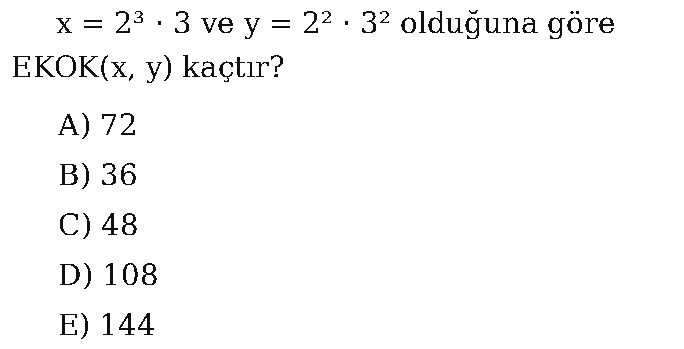 x = 2³ · 3 ve y = 2² · 3² olduğuna göre
EKOK(x, y) kaçtır?
A) 72
B) 36
C) 48
D) 108
E) 144